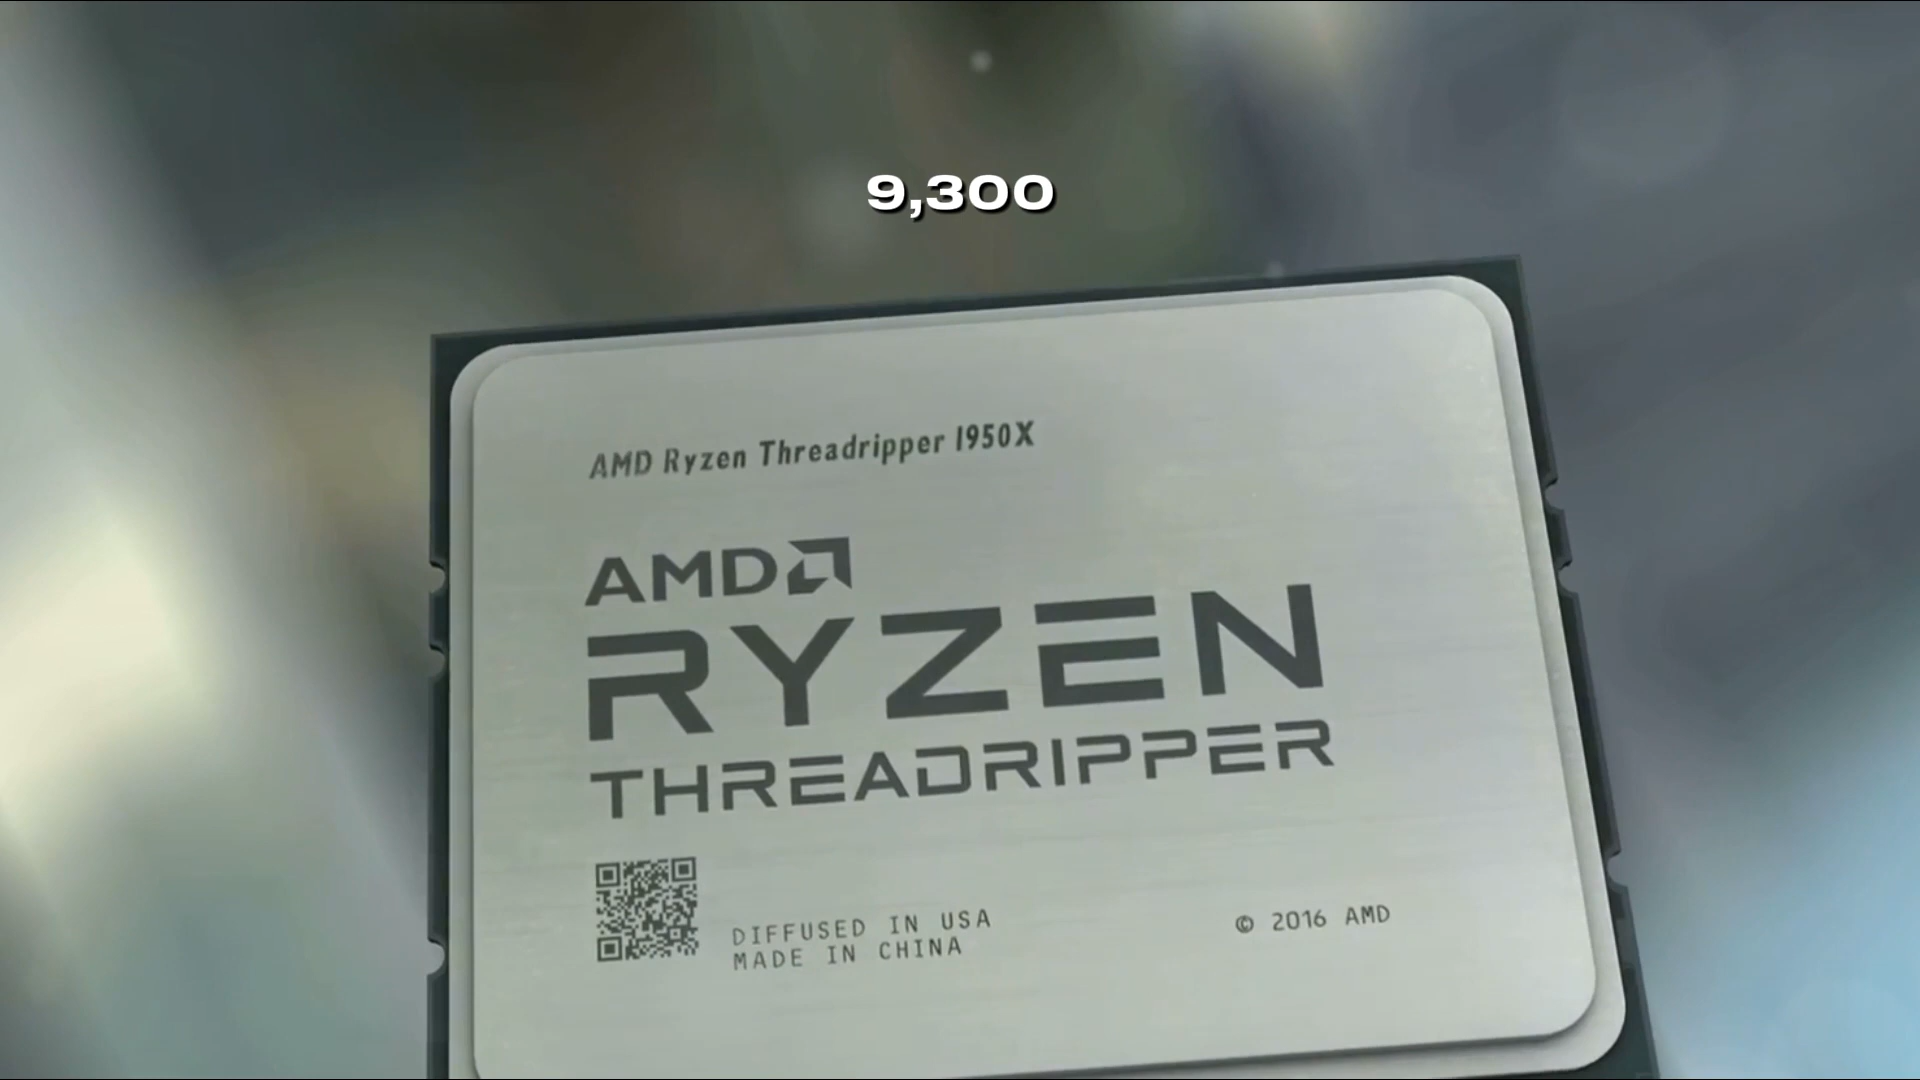 9,300
AMD Ryzen Threadripper 1950X
AMD
RYZEN
THREADRIPPER
DIFFUSED IN USA
MADE IN CHINA
© 2016 AMD